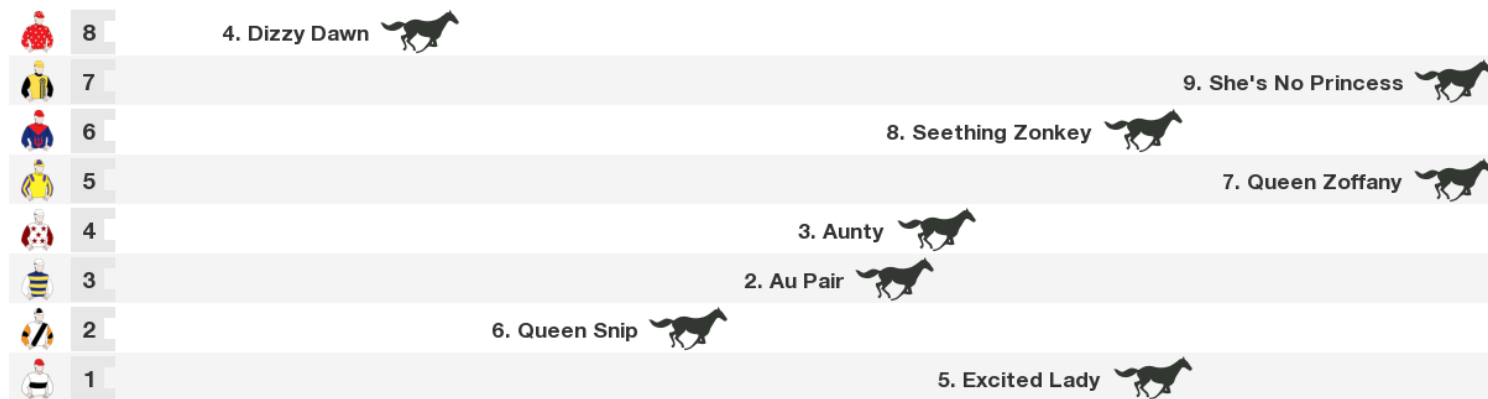 8 4. Dizzy Dawn
7 9. She's No Princess
6 8. Seething Zonkey
5 7. Queen Zoffany
4 3. Aunty
3 2. Au Pair
2 6. Queen Snip
1 5. Excited Lady